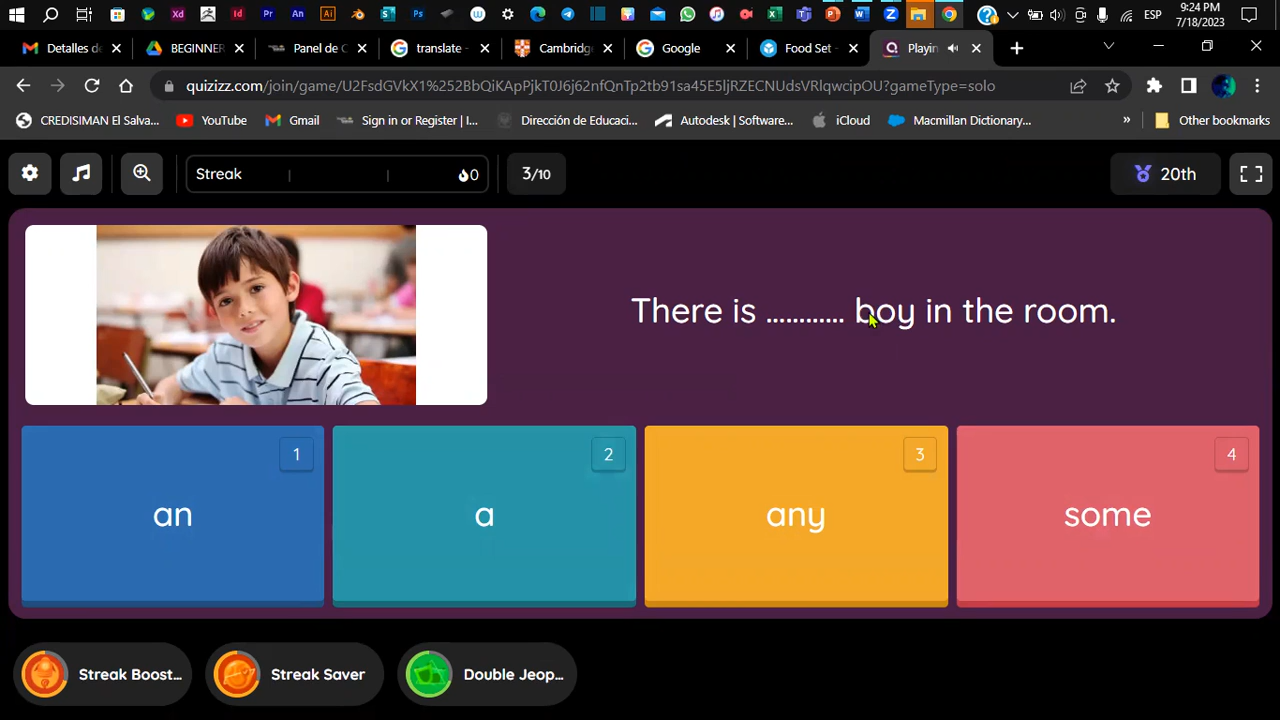 ESP
9:24 PM
7/18/2023
Detalles de
BEGINNER
Panel de C
translate -
Cambridg
Google
Food Set -
Playin
quizizz.com/join/game/U2FsdGVkX1%252BbQiKApPjkT0J6j62nfQnTp2tb91sa45E5ljRZECNUdsVRlqwcipOU?gameType=solo
CREDISIMAN El Salva...
YouTube
Gmail
Sign in or Register | I...
Dirección de Educaci...
Autodesk | Software...
iCloud
Macmillan Dictionary...
»
Other bookmarks
Streak
0
3/10
20th
There is ............ boy in the room.
1
2
3
4
an
a
any
some
Streak Boost...
Streak Saver
Double Jeop...